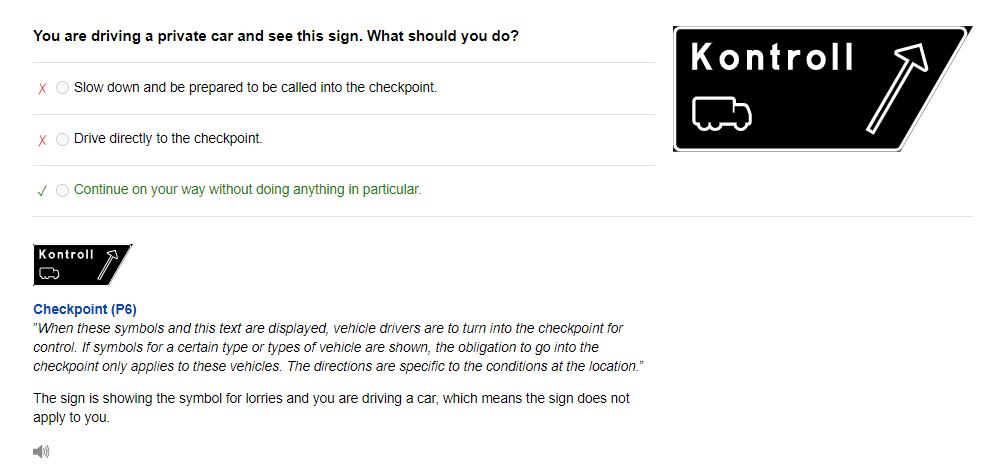 You are driving a private car and see this sign. What should you do?
Kontroll
Slow down and be prepared to be called into the checkpoint.
Drive directly to the checkpoint.
Continue on your way without doing anything in particular.
Kontroll
Checkpoint (P6)
"When these symbols and this text are displayed, vehicle drivers are to turn into the checkpoint for
control. If symbols for a certain type or types of vehicle are shown, the obligation to go into the
checkpoint only applies to these vehicles. The directions are specific to the conditions at the location."
The sign is showing the symbol for lorries and you are driving a car, which means the sign does not
apply to you.